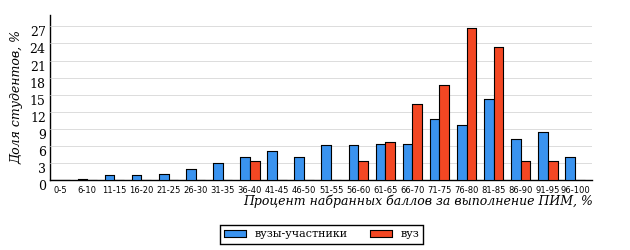 Доля студентов, %
27
24
21
18
15
12
9
6
3
0
0-5 6-10 11-15 16-20 21-25 26-30 31-35 36-40 41-45 46-50 51-55 56-60 61-65 66-70 71-75 76-80 81-85 86-90 91-95 96-100
Процент набранных баллов за выполнение ПИМ, %
вузы-участники вуз